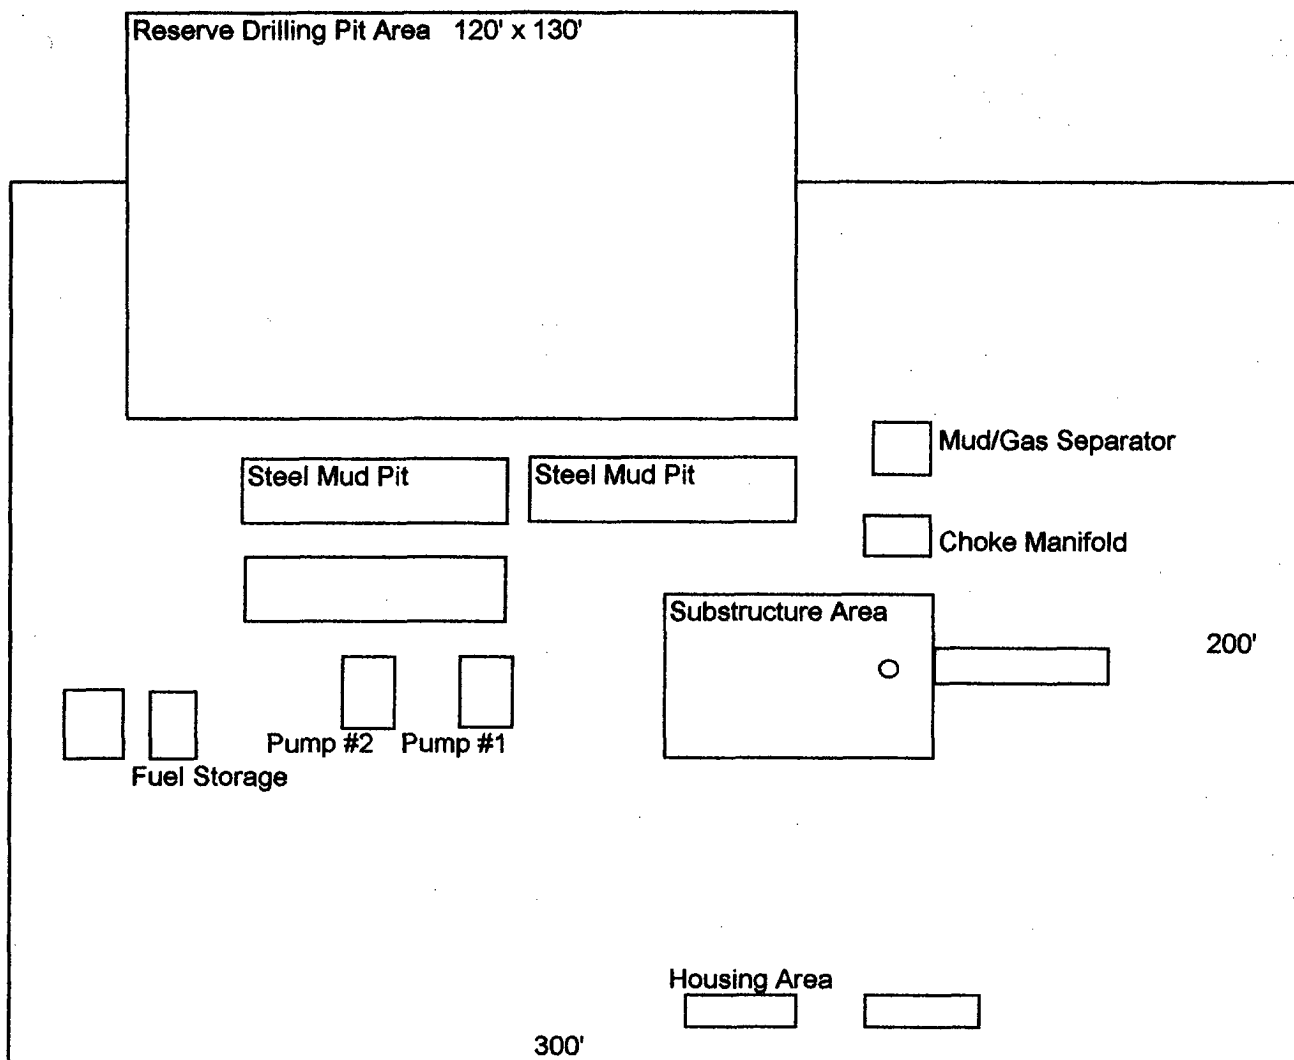 Reserve Drilling Pit Area 120' x 130'
Mud/Gas Separator
Steel Mud Pit
Steel Mud Pit
Choke Manifold
Substructure Area
200'
Pump #2
Pump #1
Fuel Storage
Housing Area
300'